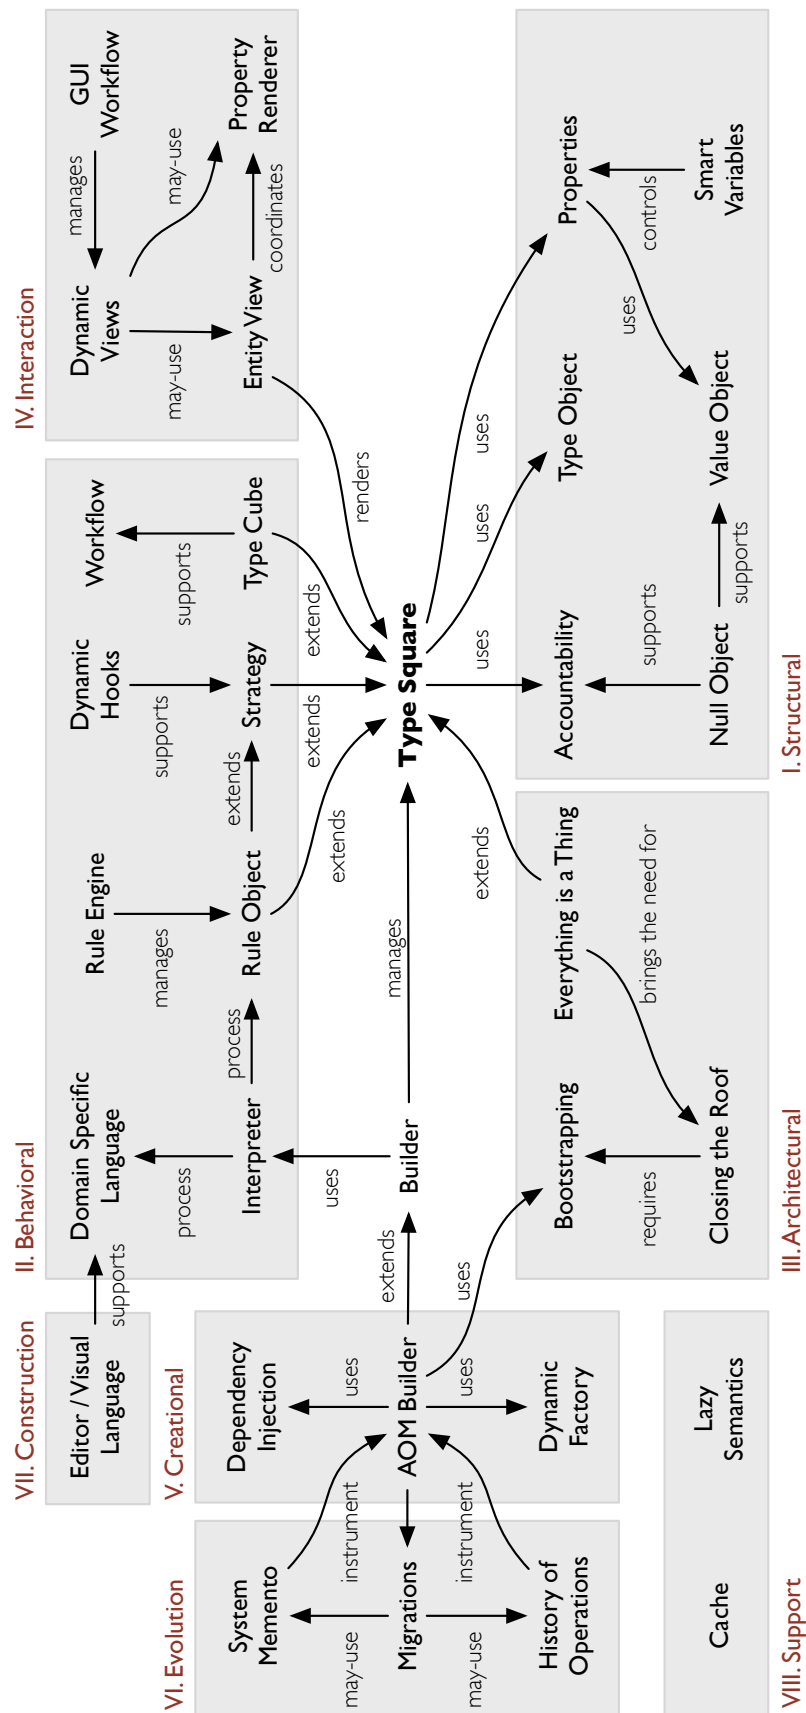 VI. Evolution
System
Memento
may-use
Migrations
may-use
History of
Operations
instrument
instrument
VIII. Support
Cache
Lazy
Semantics
VII. Construction
Editor / Visual
Language
supports
V. Creational
Dependency
Injection
uses
AOM Builder
uses
Dynamic
Factory
extends
uses
II. Behavioral
Domain Specific
Language
process
Interpreter
uses
Builder
process
manages
Rule Engine
manages
Rule Object
extends
extends
Dynamic
Hooks
supports
Strategy
extends
Workflow
supports
Type Cube
extends
Type Square
III. Architectural
Bootstrapping
requires
Closing the Roof
Everything is a Thing
brings the need for
extends
IV. Interaction
Dynamic
Views
manages
GUI
Workflow
may-use
may-use
Entity View
coordinates
Property
Renderer
renders
I. Structural
uses
uses
uses
Accountability
supports
Null Object
supports
Type Object
Value Object
uses
Properties
controls
Smart
Variables